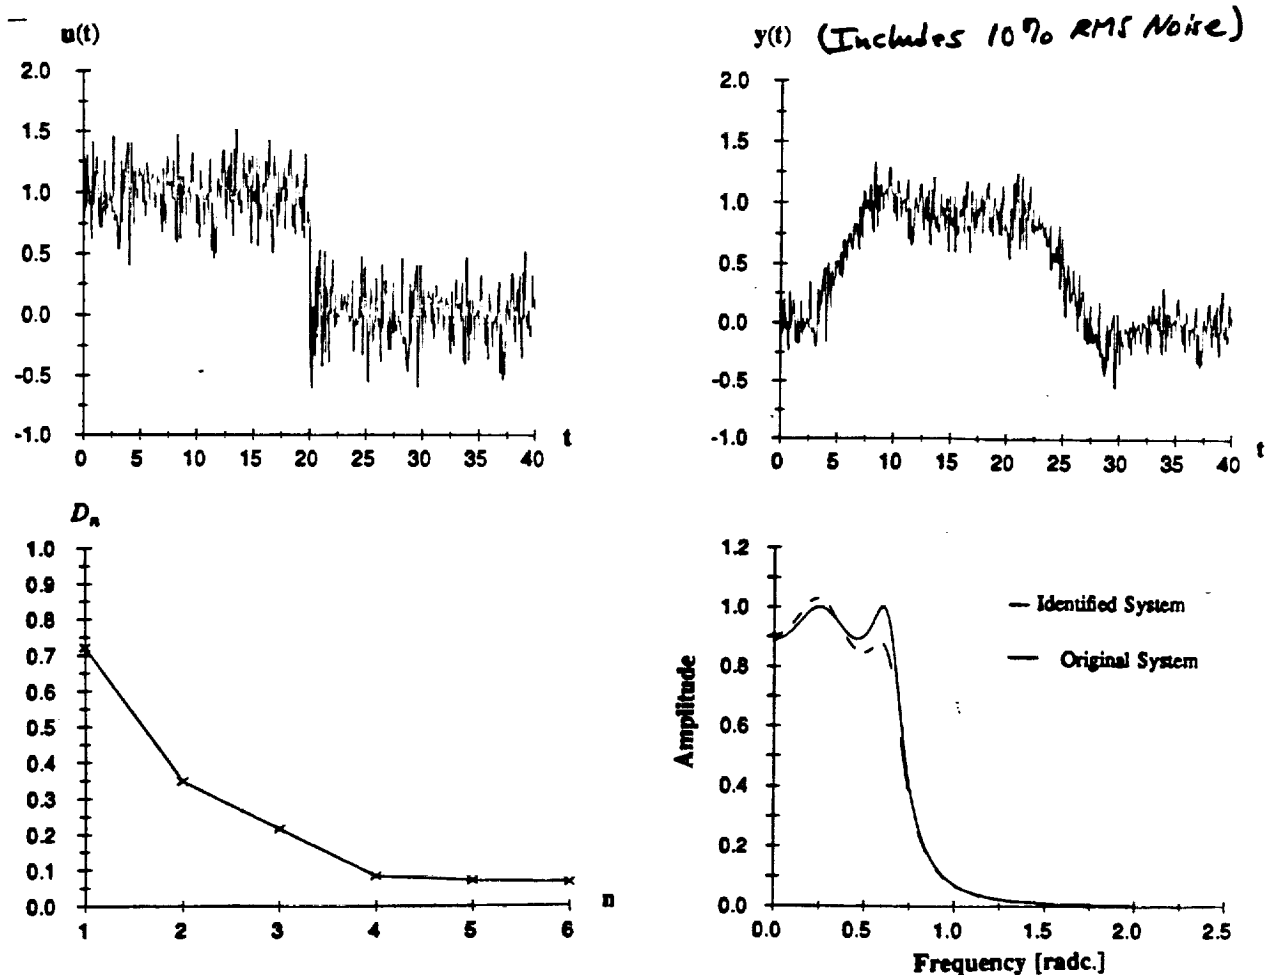 u(t)
2.0
1.5
1.0
0.5
0.0
-0.5
-1.0
0 5 10 15 20 25 30 35 40 t
y(t) (Includes 10% RMS Noise)
2.0
1.5
1.0
0.5
0.0
-0.5
-1.0
0 5 10 15 20 25 30 35 40 t
Dn
1.0
0.9
0.8
0.7
0.6
0.5
0.4
0.3
0.2
0.1
0.0
n
1 2 3 4 5 6
1.2
1.0
0.8
0.6
0.4
0.2
0.0
Amplitude
Identified System
Original System
0.0 0.5 1.0 1.5 2.0 2.5
Frequency [radc.]